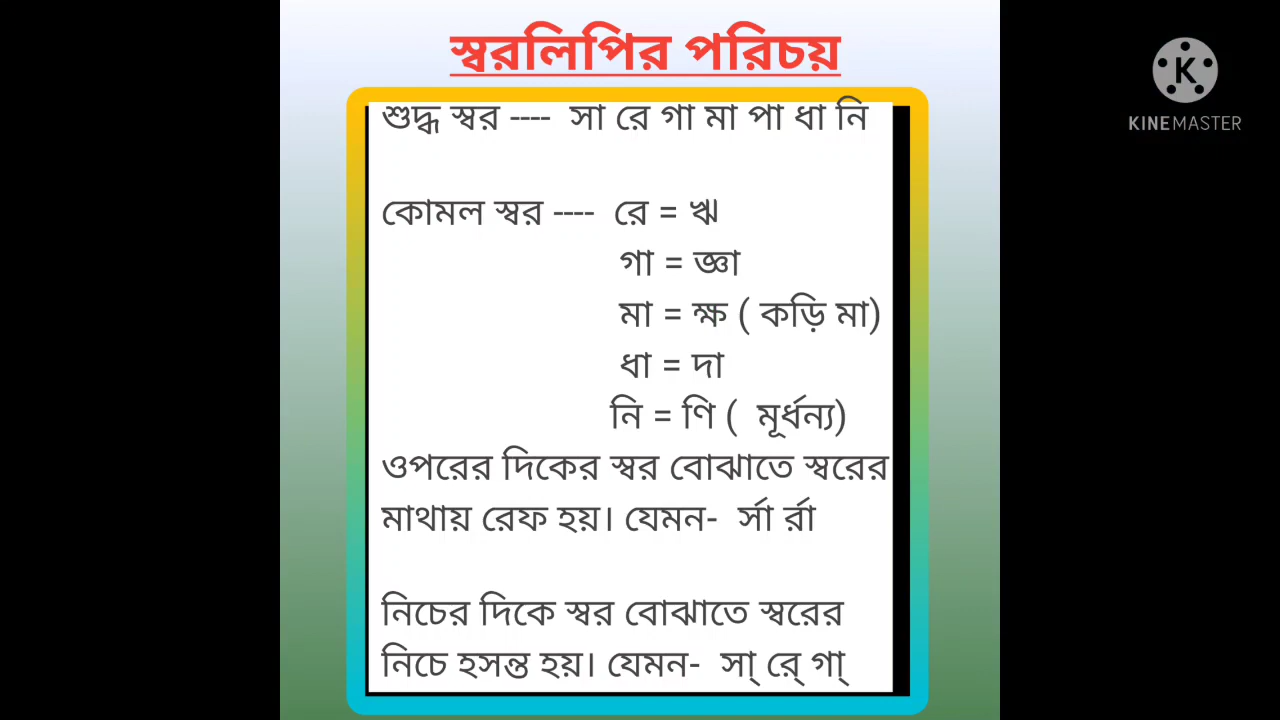 স্বরলিপির পরিচয়
শুদ্ধ স্বর ---- সা রে গা মা পা ধা নি
কোমল স্বর ---- রে = ঋ
গা = জ্ঞা
মা = ক্ষ ( কড়ি মা)
ধা = দা
নি = ণি ( মূর্ধন্য)
ওপরের দিকের স্বর বোঝাতে স্বরের
মাথায় রেফ হয়। যেমন- র্সা র্রা
নিচের দিকে স্বর বোঝাতে স্বরের
নিচে হসন্ত হয়। যেমন- সা্ রে্ গা্
K
KINEMASTER